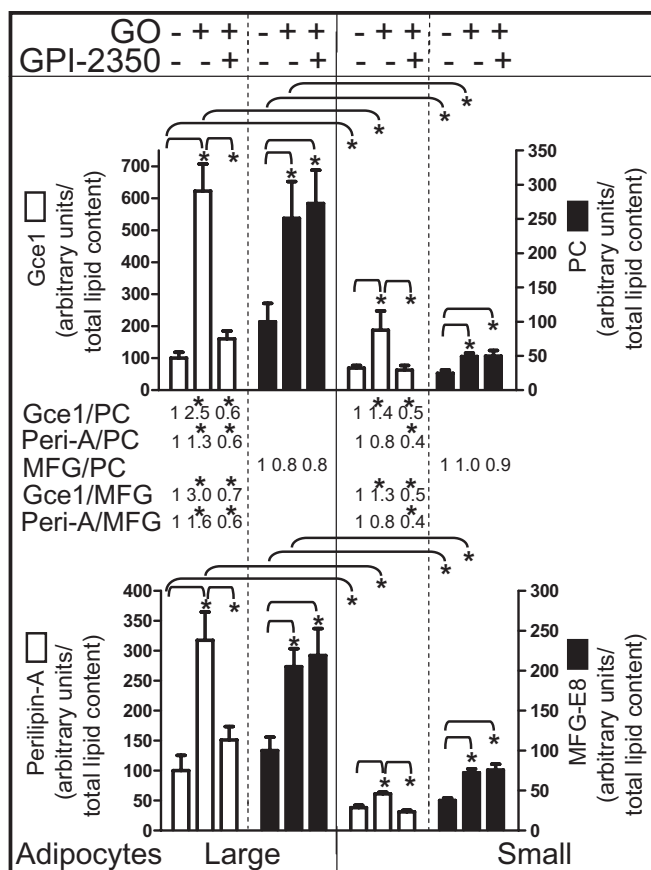 GO - + + - + + - + + - + +
GPI-2350 - - + - - + - - + - - +
* * * *
* * * *
Gce1
(arbitrary units/
total lipid content)
700
600
500
400
300
200
100
0
* * * * * * * *
PC
(arbitrary units/
total lipid content)
350
300
250
200
150
100
50
0
* * * *
Gce1/PC 1 2.5 0.6 1 1.4 0.5
* * *
Peri-A/PC 1 1.3 0.6 1 0.8 0.4
MFG/PC 1 0.8 0.8 1 1.0 0.9
* * * *
Gce1/MFG 1 3.0 0.7 1 1.3 0.5
* * *
Peri-A/MFG 1 1.6 0.6 1 0.8 0.4
* * * *
Perilipin-A
(arbitrary units/
total lipid content)
400
350
300
250
200
150
100
50
0
* * * * * * * *
MFG-E8
(arbitrary units/
total lipid content)
300
250
200
150
100
50
0
Adipocytes Large Small